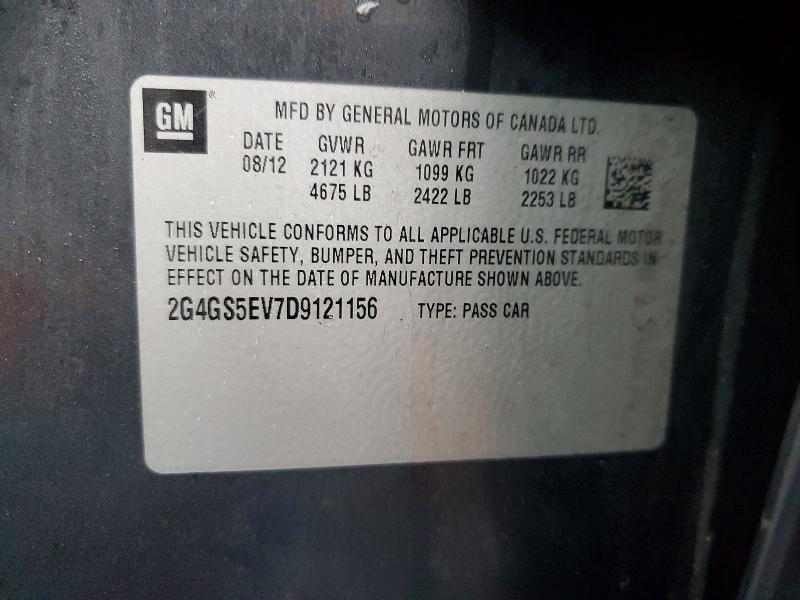 GM®
MFD BY GENERAL MOTORS OF CANADA LTD.
DATE GVWR GAWR FRT GAWR RR
08/12 2121 KG 1099 KG 1022 KG
4675 LB 2422 LB 2253 LB
THIS VEHICLE CONFORMS TO ALL APPLICABLE U.S. FEDERAL MOTOR
VEHICLE SAFETY, BUMPER, AND THEFT PREVENTION STANDARDS IN
EFFECT ON THE DATE OF MANUFACTURE SHOWN ABOVE.
2G4GS5EV7D9121156 TYPE: PASS CAR